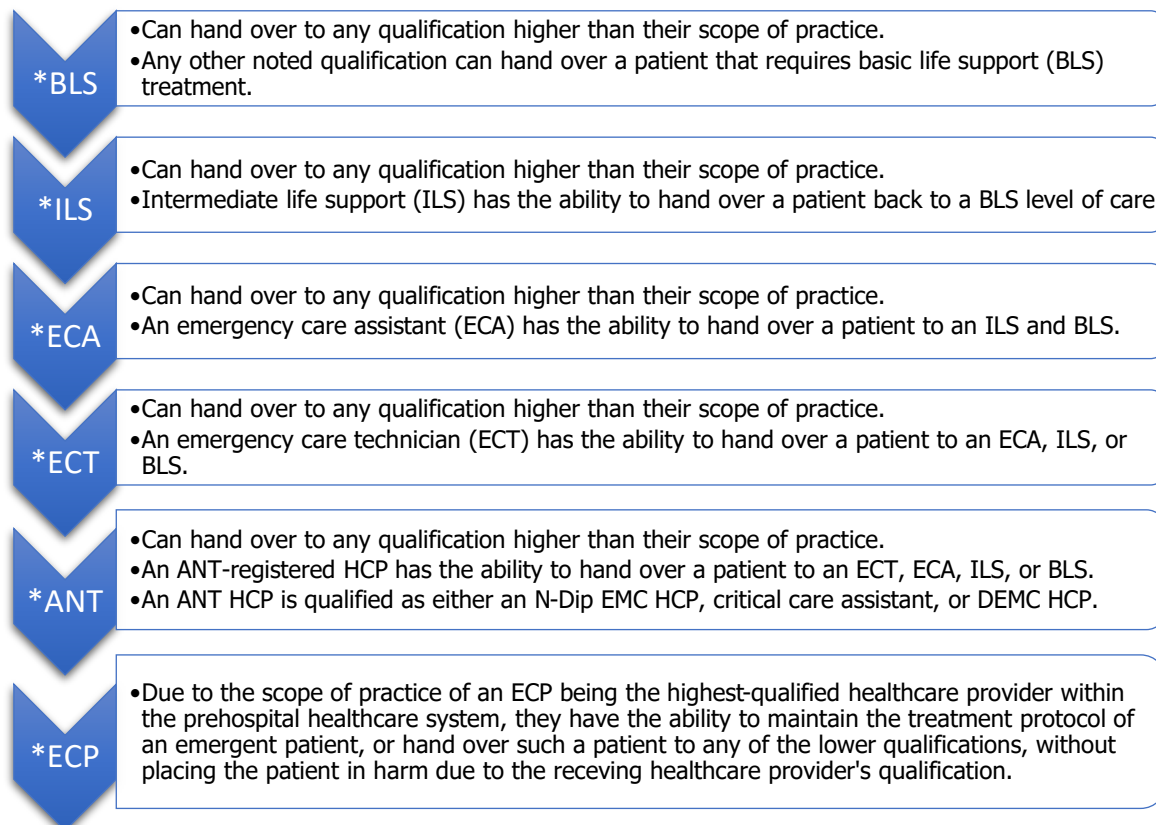 *BLS
•Can hand over to any qualification higher than their scope of practice.
•Any other noted qualification can hand over a patient that requires basic life support (BLS)
treatment.
*ILS
•Can hand over to any qualification higher than their scope of practice.
•Intermediate life support (ILS) has the ability to hand over a patient back to a BLS level of care
*ECA
•Can hand over to any qualification higher than their scope of practice.
•An emergency care assistant (ECA) has the ability to hand over a patient to an ILS and BLS.
*ECT
•Can hand over to any qualification higher than their scope of practice.
•An emergency care technician (ECT) has the ability to hand over a patient to an ECA, ILS, or
BLS.
*ANT
•Can hand over to any qualification higher than their scope of practice.
•An ANT-registered HCP has the ability to hand over a patient to an ECT, ECA, ILS, or BLS.
•An ANT HCP is qualified as either an N-Dip EMC HCP, critical care assistant, or DEMC HCP.
*ECP
•Due to the scope of practice of an ECP being the highest-qualified healthcare provider within
the prehospital healthcare system, they have the ability to maintain the treatment protocol of
an emergent patient, or hand over such a patient to any of the lower qualifications, without
placing the patient in harm due to the receving healthcare provider's qualification.